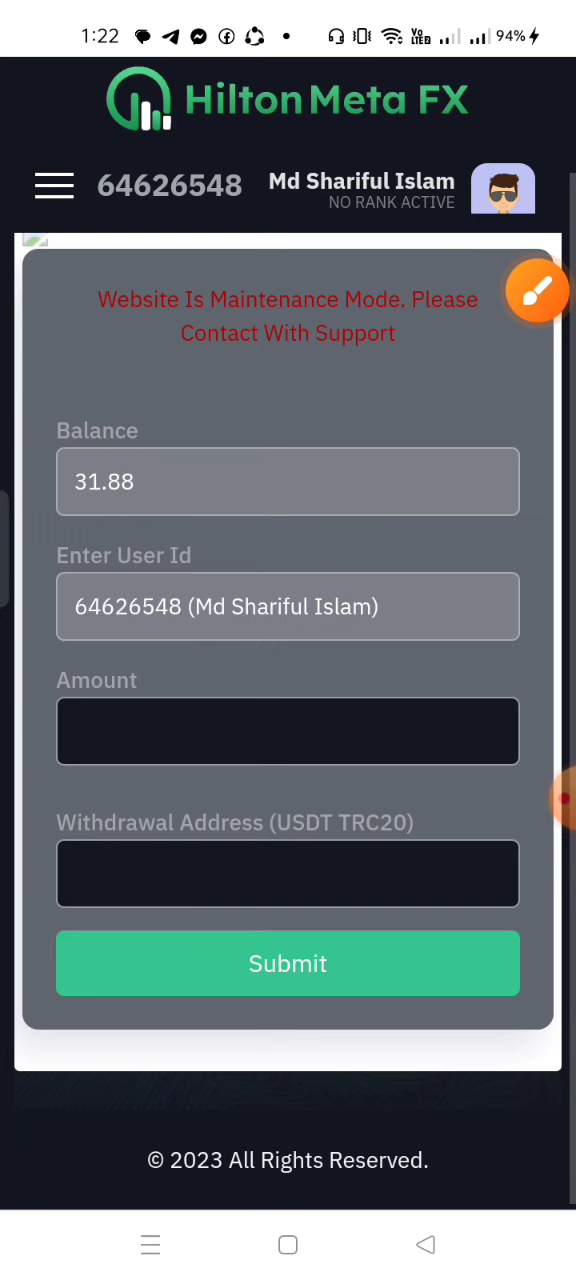 1:22 94%
Hilton Meta FX
64626548 Md Shariful Islam
NO RANK ACTIVE
Website Is Maintenance Mode. Please
Contact With Support
Balance
31.88
Enter User Id
64626548 (Md Shariful Islam)
Amount
Withdrawal Address (USDT TRC20)
Submit
© 2023 All Rights Reserved.